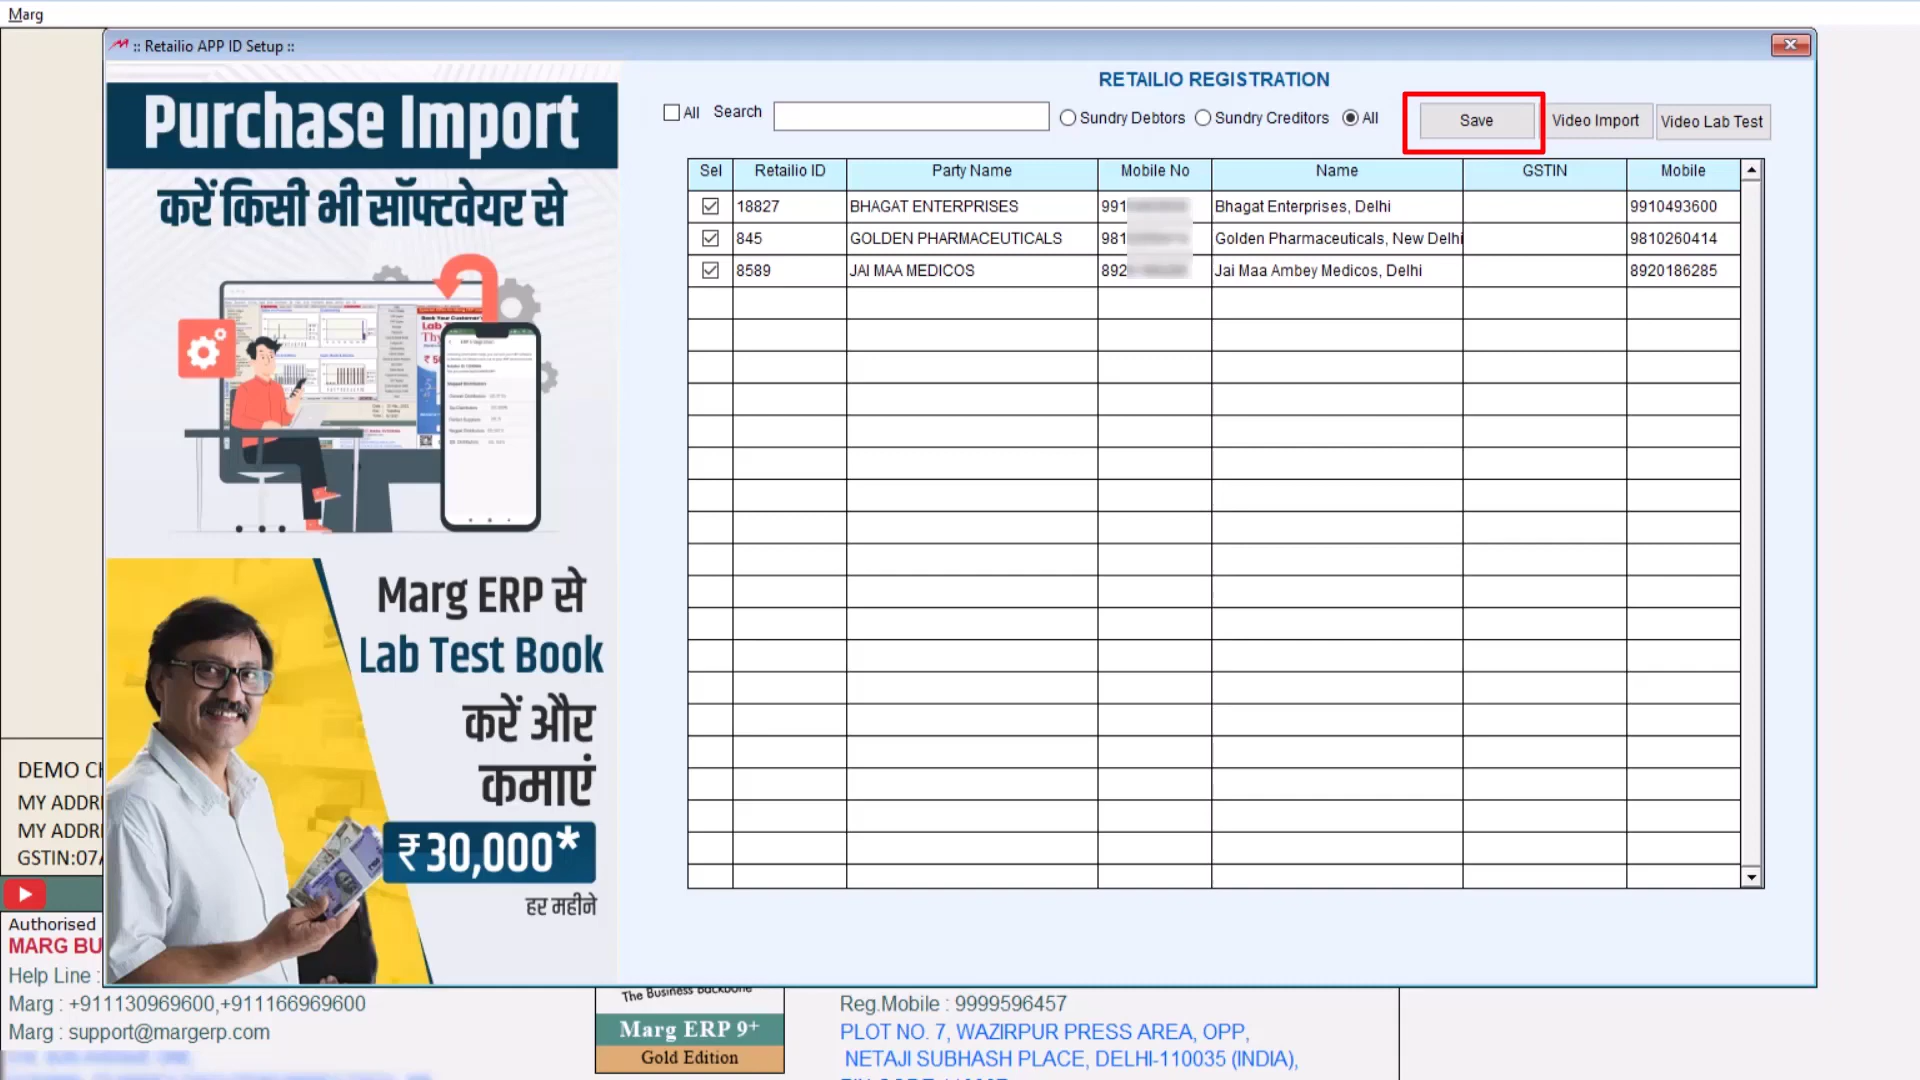 Marg
:: Retailio APP ID Setup ::
Purchase Import
करें किसी भी सॉफ्टवेयर से
Marg ERP से
Lab Test Book
करें और
कमाएं
₹30,000*
हर महीने
RETAILIO REGISTRATION
All Search Sundry Debtors Sundry Creditors All Save Video Import Video Lab Test
Sel Retailio ID Party Name Mobile No Name GSTIN Mobile
18827 BHAGAT ENTERPRISES 991 Bhagat Enterprises, Delhi 9910493600
845 GOLDEN PHARMACEUTICALS 981 Golden Pharmaceuticals, New Delhi 9810260414
8589 JAI MAA MEDICOS 892 Jai Maa Ambey Medicos, Delhi 8920186285
DEMO CH
MY ADDRE
MY ADDRE
GSTIN:07A
Authorised
MARG BU
Help Line :
Marg : +911130969600,+911166969600
Marg : support@margerp.com
The Business Backbone
Marg ERP 9+
Gold Edition
Reg.Mobile : 9999596457
PLOT NO. 7, WAZIRPUR PRESS AREA, OPP,
NETAJI SUBHASH PLACE, DELHI-110035 (INDIA),